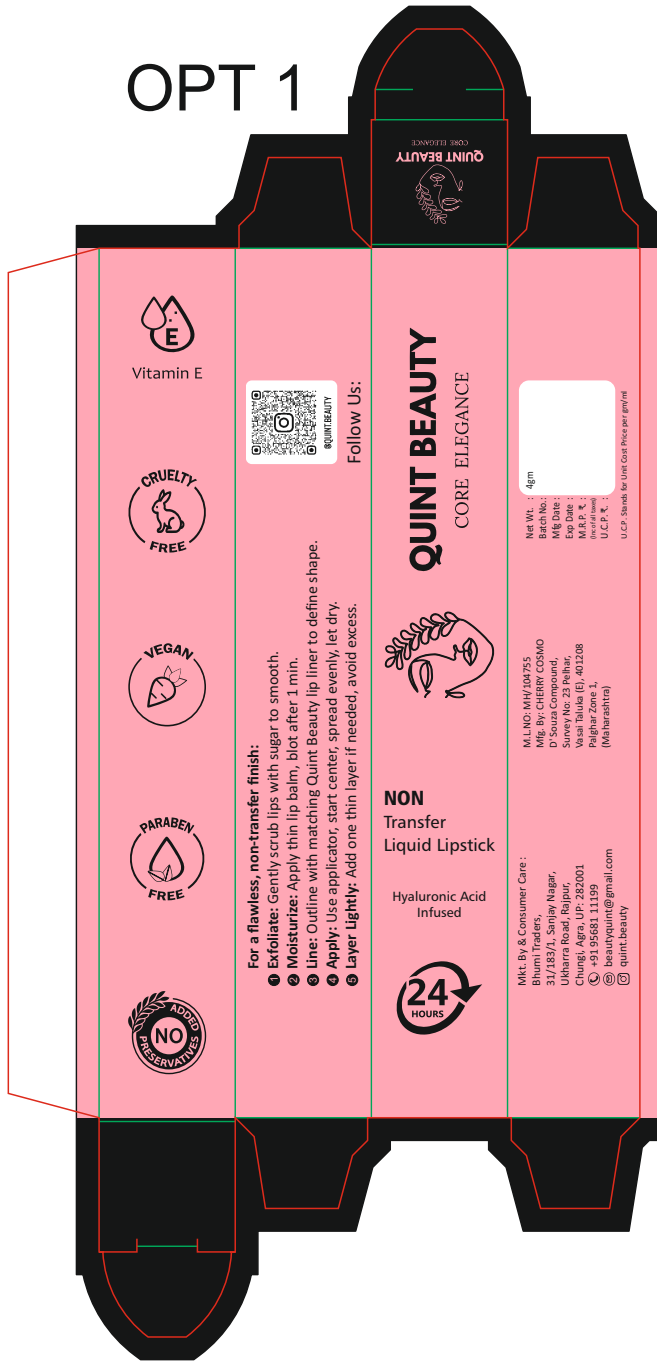 OPT 1
QUINT BEAUTY
CORE ELEGANCE
E
Vitamin E
CRUELTY
FREE
VEGAN
PARABEN
FREE
ADDED
NO
PRESERVATIVES
For a flawless, non-transfer finish:
1 Exfoliate: Gently scrub lips with sugar to smooth.
2 Moisturize: Apply thin lip balm, blot after 1 min.
3 Line: Outline with matching Quint Beauty lip liner to define shape.
4 Apply: Use applicator, start center, spread evenly, let dry.
5 Layer Lightly: Add one thin layer if needed, avoid excess.
@QUINT.BEAUTY
Follow Us:
QUINT BEAUTY
CORE ELEGANCE
NON
Transfer
Liquid Lipstick
Hyaluronic Acid
Infused
24
HOURS
Net Wt. : 4gm
Batch No.:
Mfg Date :
Exp Date :
M.R.P. ₹. :
(Inc of all taxes)
U.C.P. ₹. :
U.C.P. Stands for Unit Cost Price per gm/ml
M.L.NO: MH/104755
Mfg. By: CHERRY COSMO
D' Souza Compound,
Survey No: 23 Pelhar,
Vasai Taluka (E), 401208
Palghar Zone 1,
(Maharashtra)
Mkt. By & Consumer Care :
Bhumi Traders,
31/183/1, Sanjay Nagar,
Ukharra Road, Rajpur,
Chungi, Agra, UP: 282001
+91 95681 11199
beautyquint@gmail.com
quint.beauty